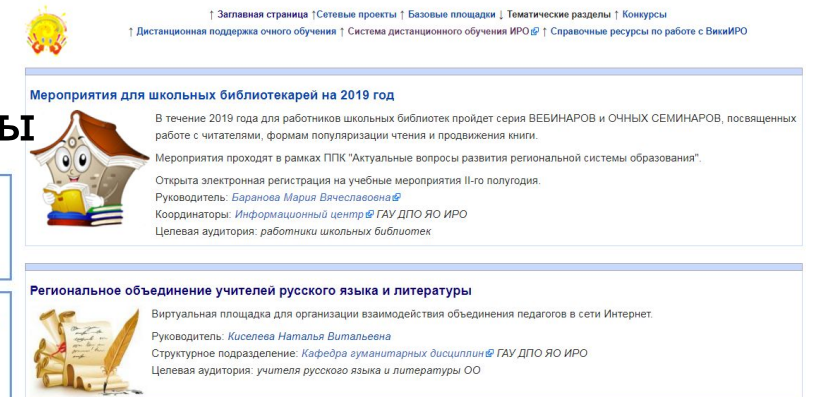 ↑ Заглавная страница ↑Сетевые проекты ↑ Базовые площадки ↓ Тематические разделы ↑ Конкурсы
↑ Дистанционная поддержка очного обучения ↑ Система дистанционного обучения ИРО ↑ Справочные ресурсы по работе с ВикиИРО
Мероприятия для школьных библиотекарей на 2019 год
ы
В течение 2019 года для работников школьных библиотек пройдет серия ВЕБИНАРОВ и ОЧНЫХ СЕМИНАРОВ, посвященных
работе с читателями, формам популяризации чтения и продвижения книги.
Мероприятия проходят в рамках ППК "Актуальные вопросы развития региональной системы образования".
Открыта электронная регистрация на учебные мероприятия II-го полугодия.
Руководитель: Баранова Мария Вячеславовна
Координаторы: Информационный центр ГАУ ДПО ЯО ИРО
Целевая аудитория: работники школьных библиотек
Региональное объединение учителей русского языка и литературы
Виртуальная площадка для организации взаимодействия объединения педагогов в сети Интернет.
Руководитель: Киселева Наталья Витальевна
Структурное подразделение: Кафедра гуманитарных дисциплин ГАУ ДПО ЯО ИРО
Целевая аудитория: учителя русского языка и литературы ОО